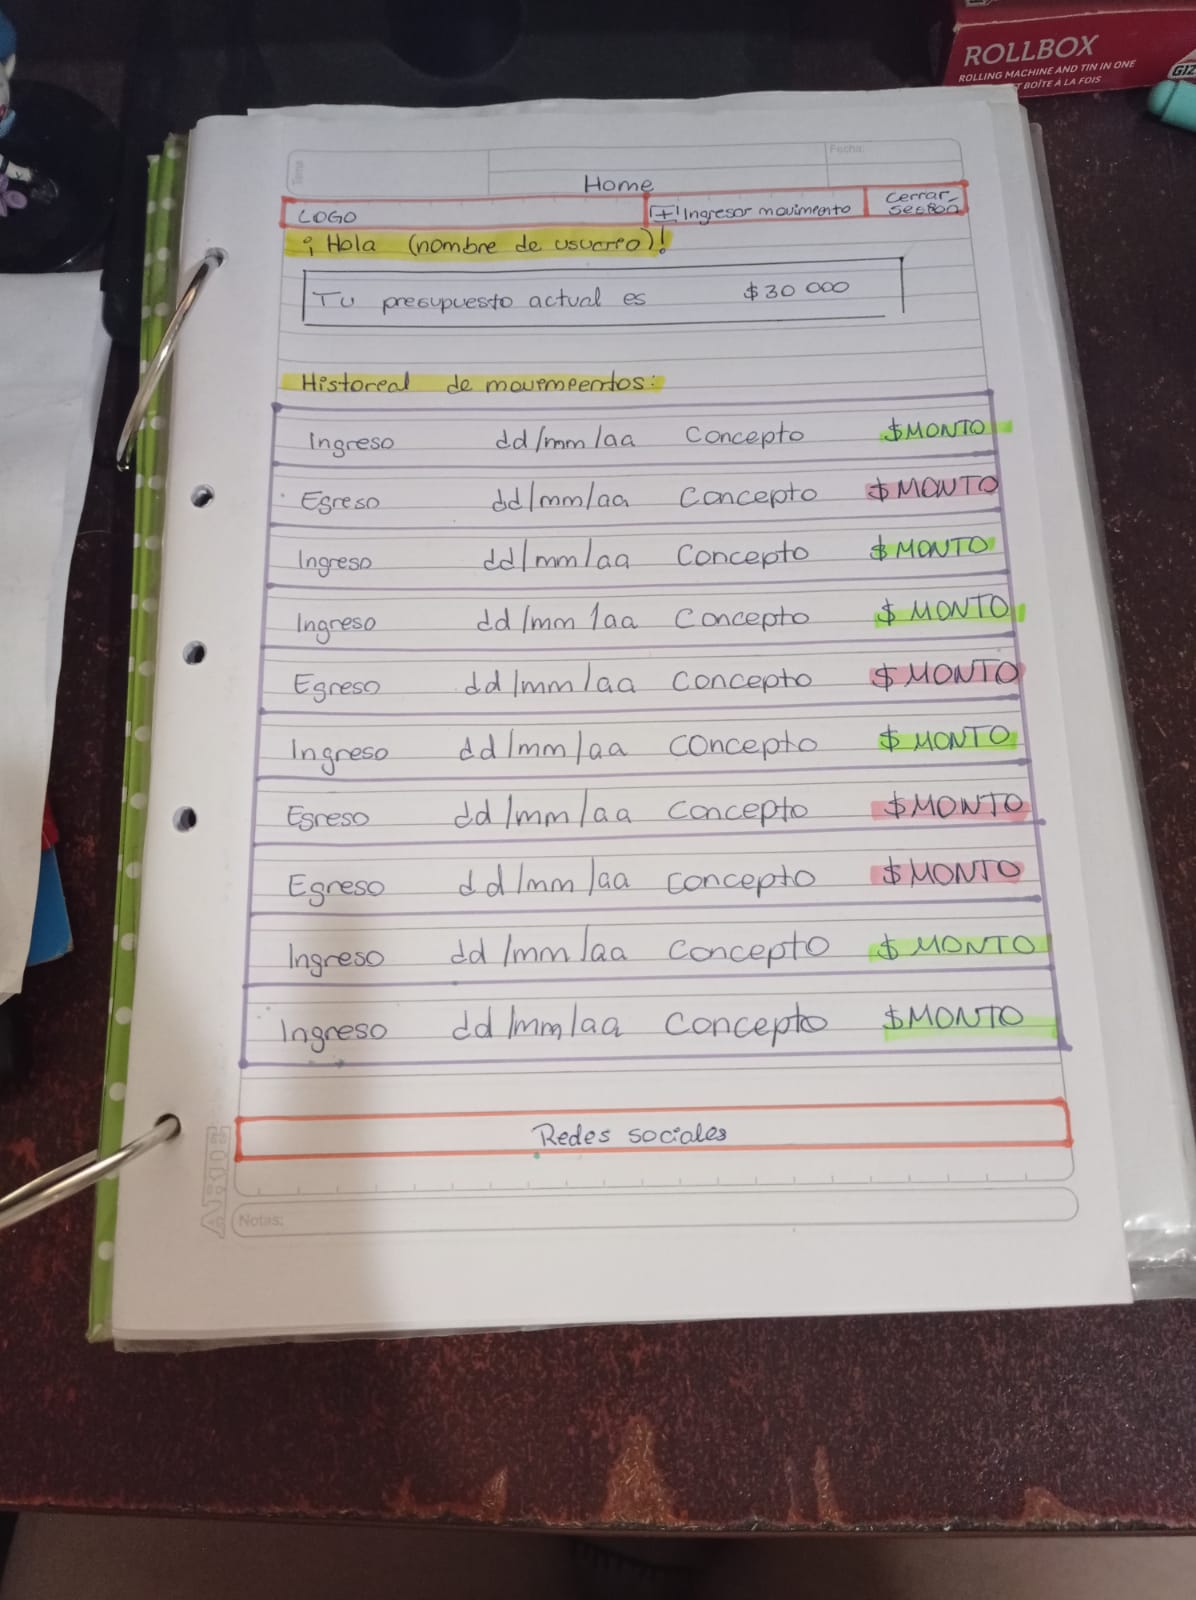 ROLLBOX
ROLLING MACHINE AND TIN IN ONE
T BOÎTE À LA FOIS
GIZ
Tema
Fecha:
Home
LOGO
+ Ingresar movimiento
Cerrar
sesión
¡Hola (nombre de usuario)!
Tu presupuesto actual es $30 000
Historial de movimientos:
Ingreso dd/mm/aa Concepto $MONTO
Egreso dd/mm/aa Concepto $MONTO
Ingreso dd/mm/aa Concepto $MONTO
Ingreso dd/mm/aa Concepto $MONTO
Egreso dd/mm/aa Concepto $MONTO
Ingreso dd/mm/aa Concepto $MONTO
Egreso dd/mm/aa Concepto $MONTO
Egreso dd/mm/aa Concepto $MONTO
Ingreso dd/mm/aa Concepto $MONTO
Ingreso dd/mm/aa Concepto $MONTO
Redes sociales
Notas: